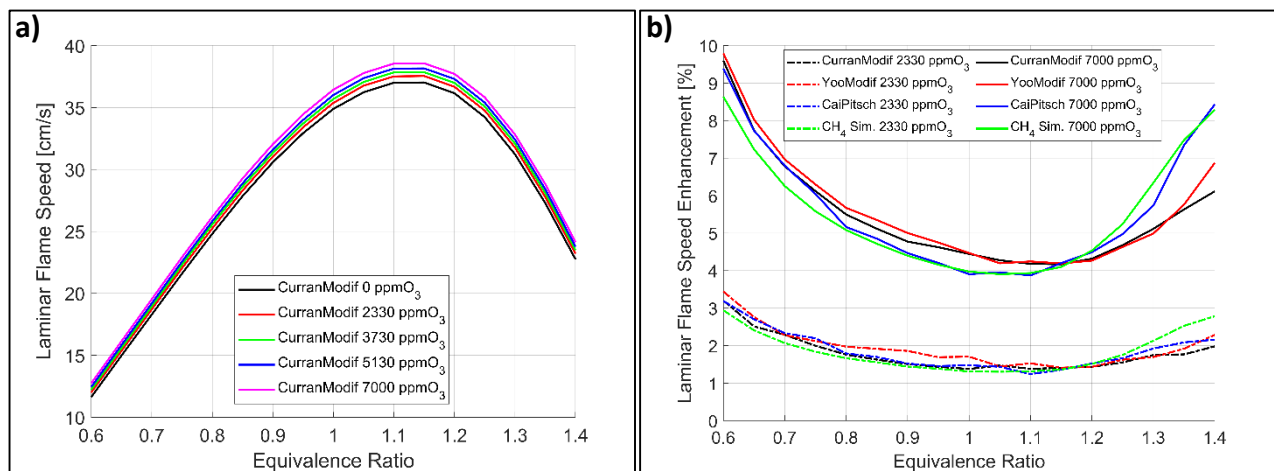 a)
Laminar Flame Speed [cm/s]
40
35
30
25
20
15
10
CurranModif 0 ppmO₃
CurranModif 2330 ppmO₃
CurranModif 3730 ppmO₃
CurranModif 5130 ppmO₃
CurranModif 7000 ppmO₃
0.6 0.7 0.8 0.9 1 1.1 1.2 1.3 1.4
Equivalence Ratio
b)
Laminar Flame Speed Enhancement [%]
10
9
8
7
6
5
4
3
2
1
0
CurranModif 2330 ppmO₃
YooModif 2330 ppmO₃
CaiPitsch 2330 ppmO₃
CH₄ Sim. 2330 ppmO₃
CurranModif 7000 ppmO₃
YooModif 7000 ppmO₃
CaiPitsch 7000 ppmO₃
CH₄ Sim. 7000 ppmO₃
0.6 0.7 0.8 0.9 1 1.1 1.2 1.3 1.4
Equivalence Ratio